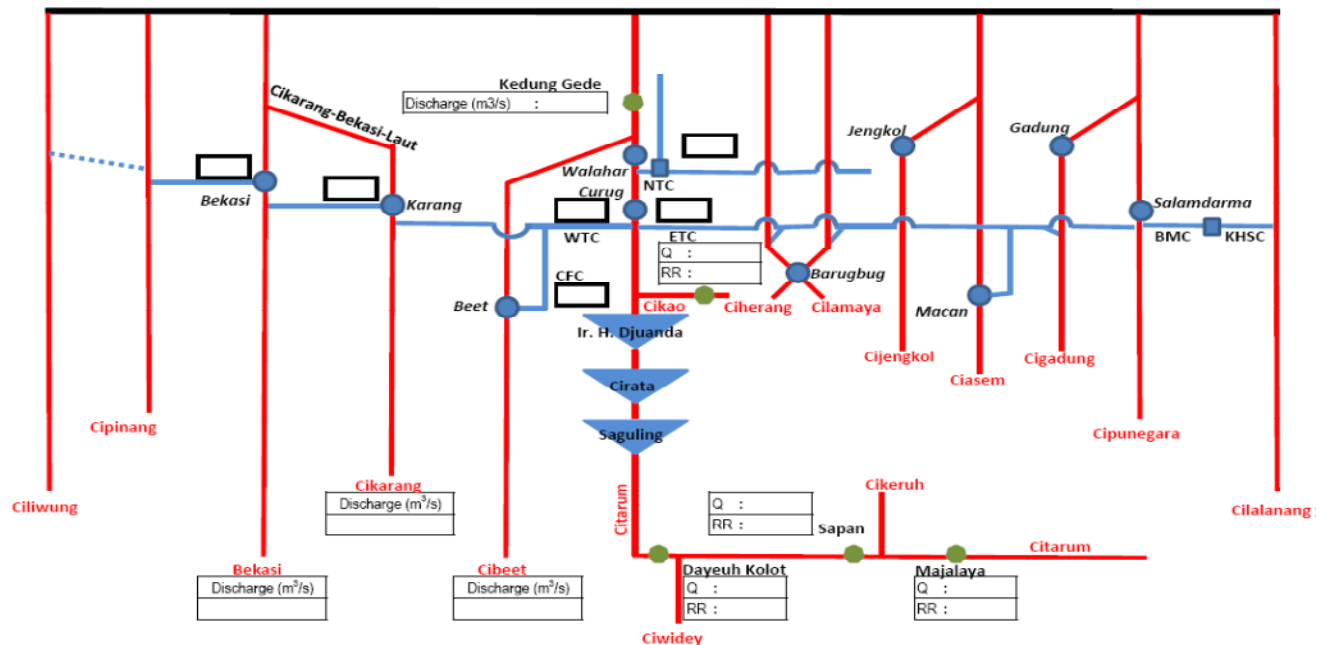 Kedung Gede
Discharge (m3/s) :
Cikarang-Bekasi-Laut
Jengkol
Gadung
Walahar
NTC
Bekasi
Karang
Curug
Salamdarma
WTC
ETC
BMC
KHSC
Q :
RR :
CFC
Barugbug
Beet
Cikao
Ciherang
Cilamaya
Macan
Ir. H. Djuanda
Cijengkol
Cigadung
Ciasem
Cirata
Cipinang
Saguling
Cipunegara
Ciliwung
Cikarang
Discharge (m³/s)
Citarum
Cikeruh
Cilalanang
Q :
RR :
Sapan
Citarum
Bekasi
Discharge (m³/s)
Cibeet
Discharge (m³/s)
Dayeuh Kolot
Q :
RR :
Majalaya
Q :
RR :
Ciwidey